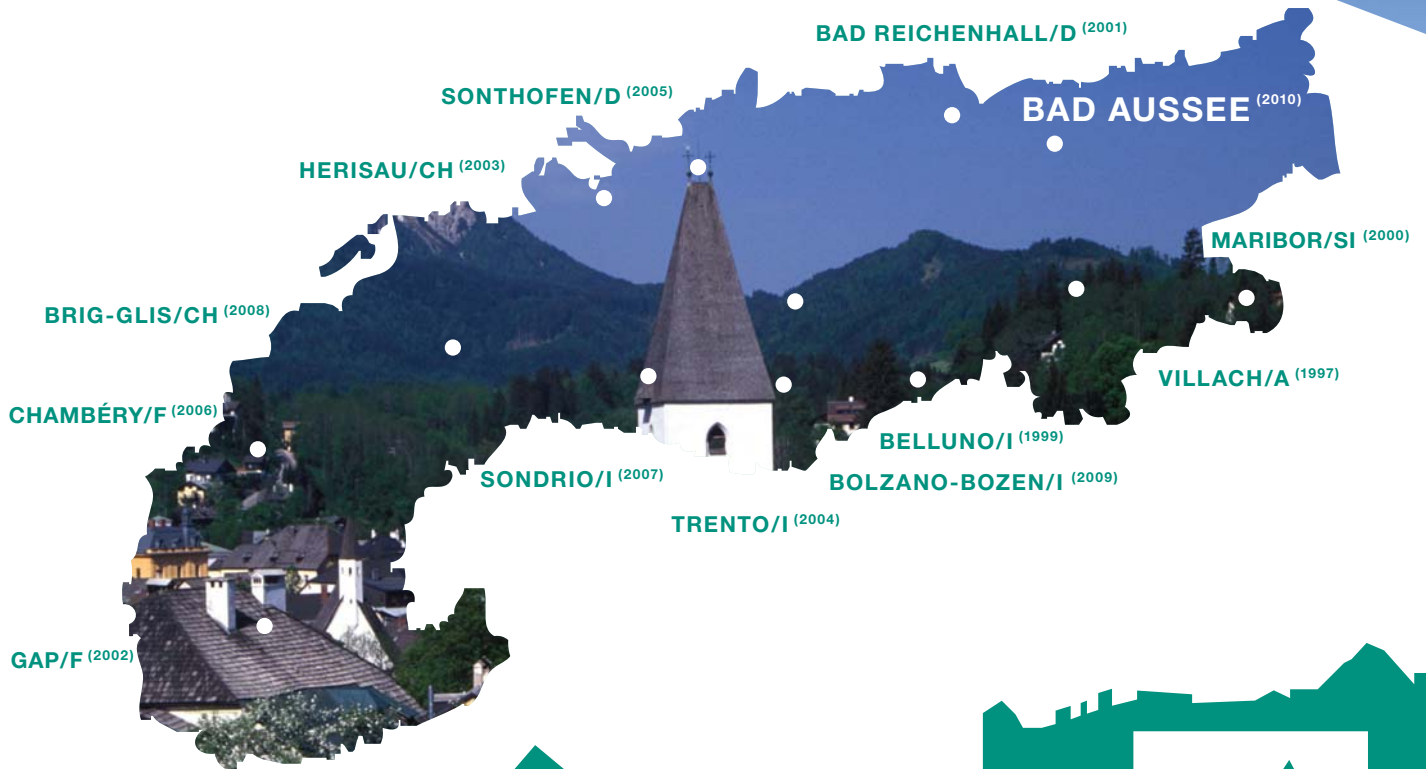 BAD REICHENHALL/D (2001)
SONTHOFEN/D (2005)
BAD AUSSEE (2010)
HERISAU/CH (2003)
MARIBOR/SI (2000)
BRIG-GLIS/CH (2008)
VILLACH/A (1997)
CHAMBÉRY/F (2006)
BELLUNO/I (1999)
SONDRIO/I (2007)
BOLZANO-BOZEN/I (2009)
TRENTO/I (2004)
GAP/F (2002)